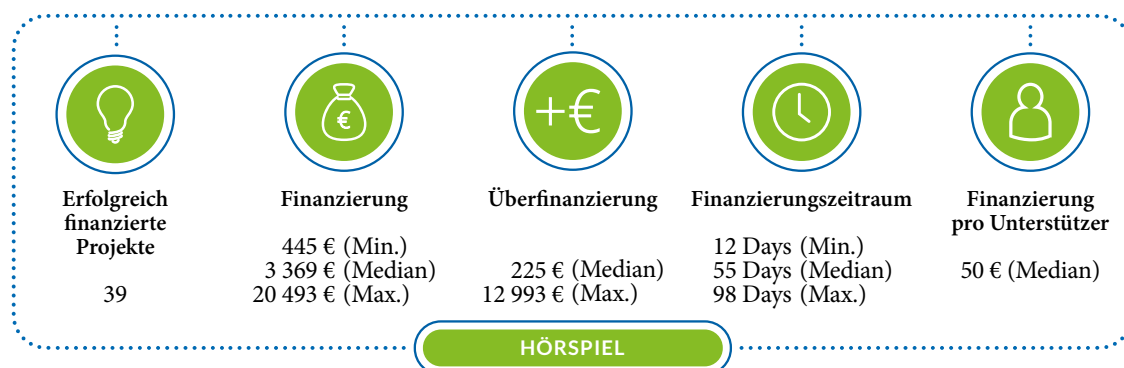 €
+€
Erfolgreich
finanzierte
Projekte
39
Finanzierung
445 € (Min.)
3 369 € (Median)
20 493 € (Max.)
Überfinanzierung
225 € (Median)
12 993 € (Max.)
Finanzierungszeitraum
12 Days (Min.)
55 Days (Median)
98 Days (Max.)
Finanzierung
pro Unterstützer
50 € (Median)
HÖRSPIEL